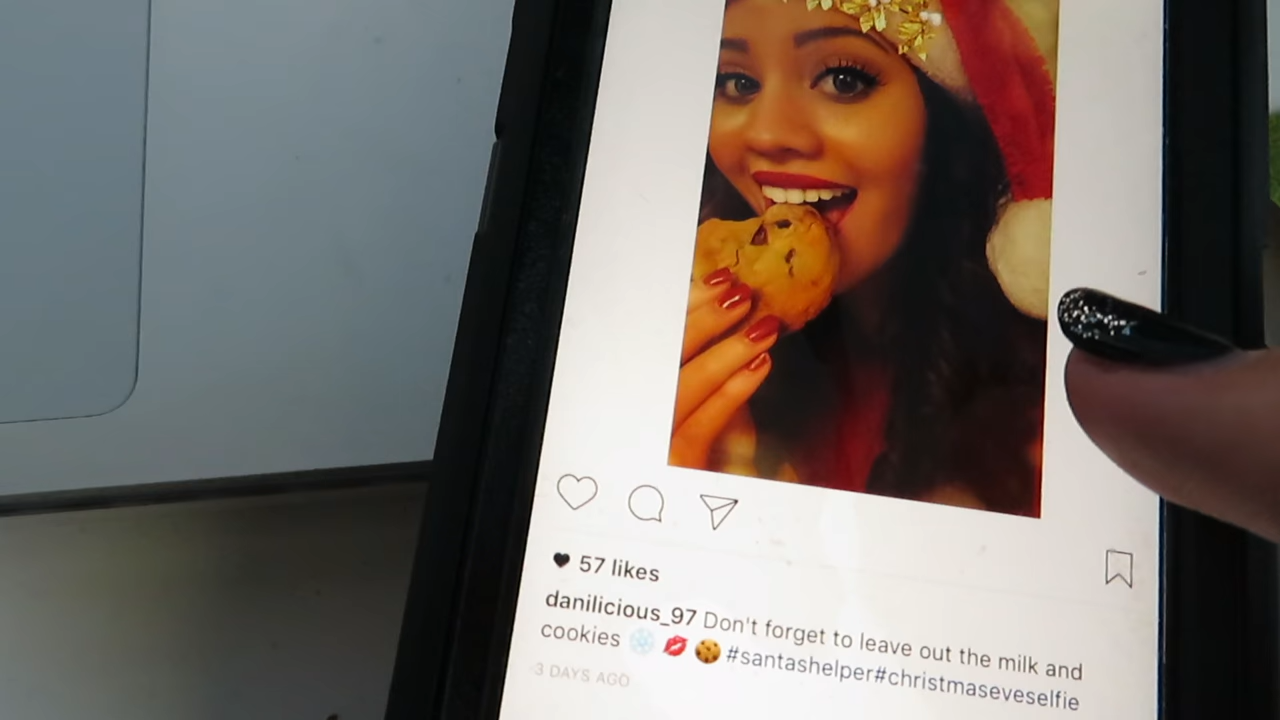 57 likes
danilicious_97 Don't forget to leave out the milk and
cookies ❄️ 💋 🍪 #santashelper#christmaseveselfie
3 DAYS AGO